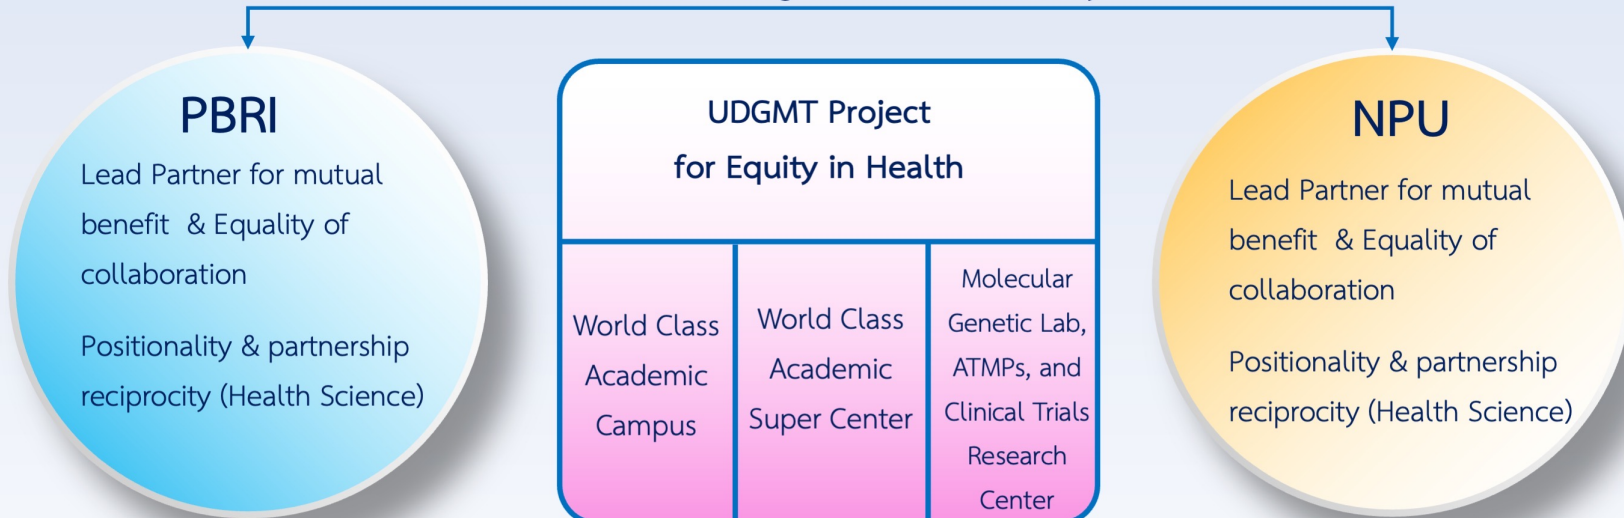 PBRI
Lead Partner for mutual
benefit & Equality of
collaboration
Positionality & partnership
reciprocity (Health Science)
UDGMT Project
for Equity in Health
World Class
Academic
Campus
World Class
Academic
Super Center
Molecular
Genetic Lab,
ATMPs, and
Clinical Trials
Research
Center
NPU
Lead Partner for mutual
benefit & Equality of
collaboration
Positionality & partnership
reciprocity (Health Science)